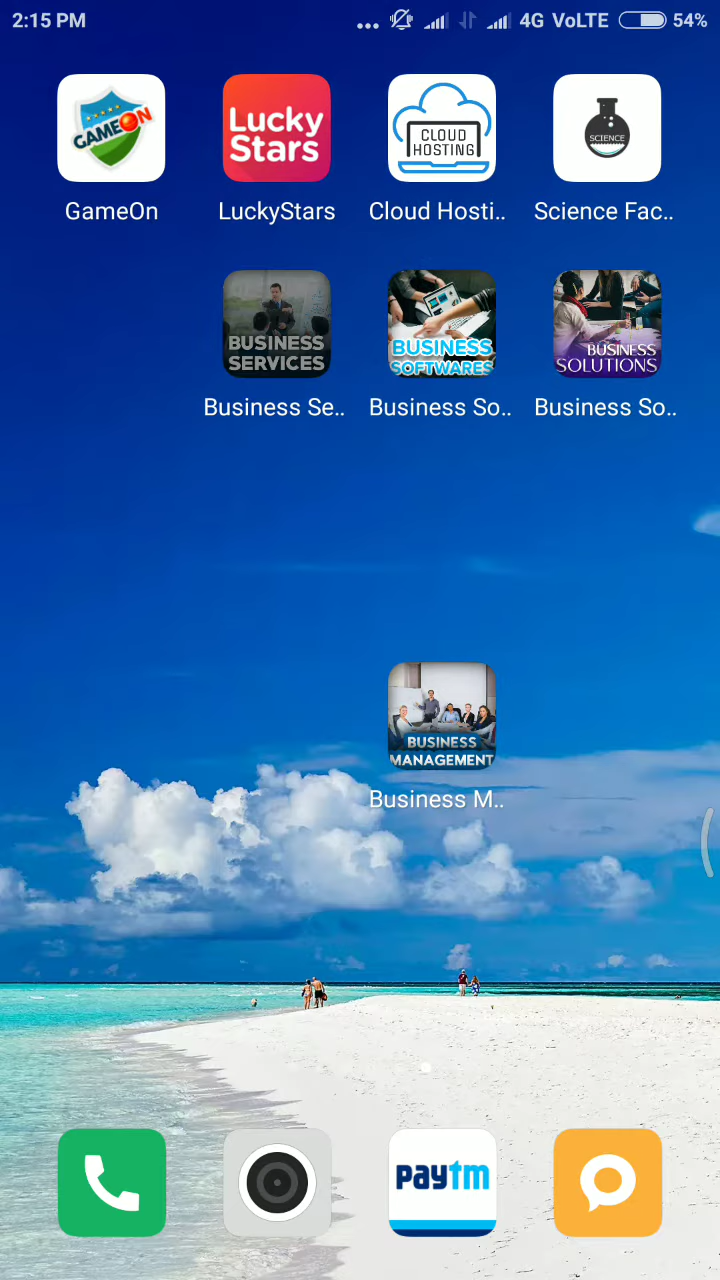 2:15 PM
4G VoLTE 54%
GAMEON
Lucky
Stars
CLOUD
HOSTING
SCIENCE
GameOn
LuckyStars
Cloud Hosti..
Science Fac..
BUSINESS
SERVICES
BUSINESS
SOFTWARES
BUSINESS
SOLUTIONS
Business Se..
Business So..
Business So..
BUSINESS
MANAGEMENT
Business M..
paytm